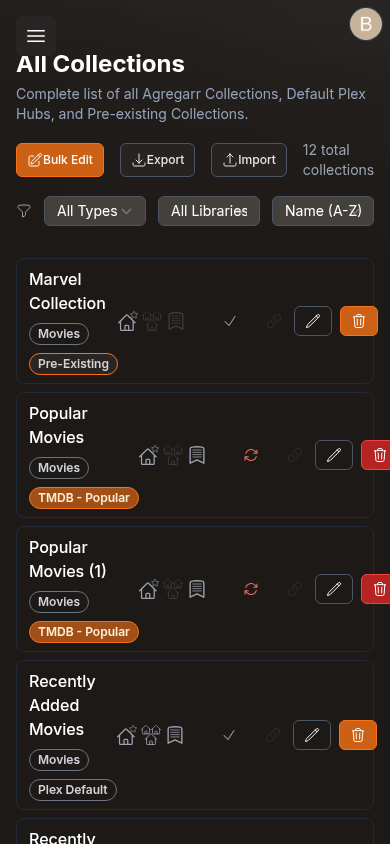 B
All Collections
Complete list of all Agregarr Collections, Default Plex
Hubs, and Pre-existing Collections.
Bulk Edit
Export
Import
12 total
collections
All Types
All Libraries
Name (A-Z)
Marvel
Collection
Movies
Pre-Existing
Popular
Movies
Movies
TMDB - Popular
Popular
Movies (1)
Movies
TMDB - Popular
Recently
Added
Movies
Movies
Plex Default
Recently